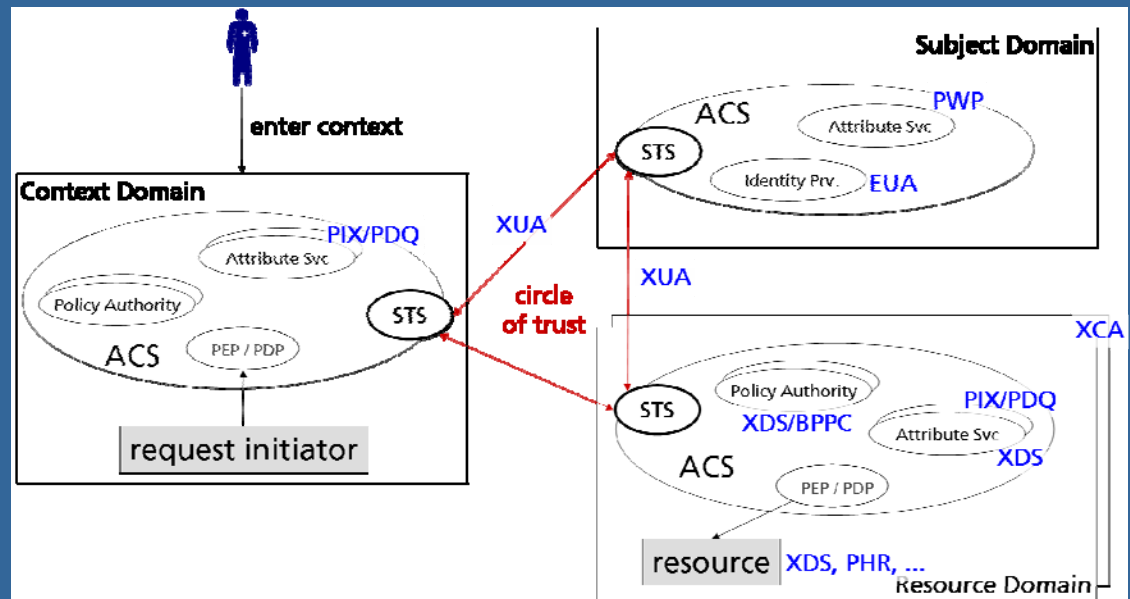 enter context
Context Domain
PIX/PDQ
Attribute Svc
Policy Authority
STS
ACS
PEP / PDP
request initiator
XUA
circle
of trust
XUA
Subject Domain
PWP
ACS
Attribute Svc
STS
Identity Prv.
EUA
XCA
Policy Authority
PIX/PDQ
STS
XDS/BPPC
Attribute Svc
XDS
ACS
PEP / PDP
resource
XDS, PHR, ...
Resource Domain